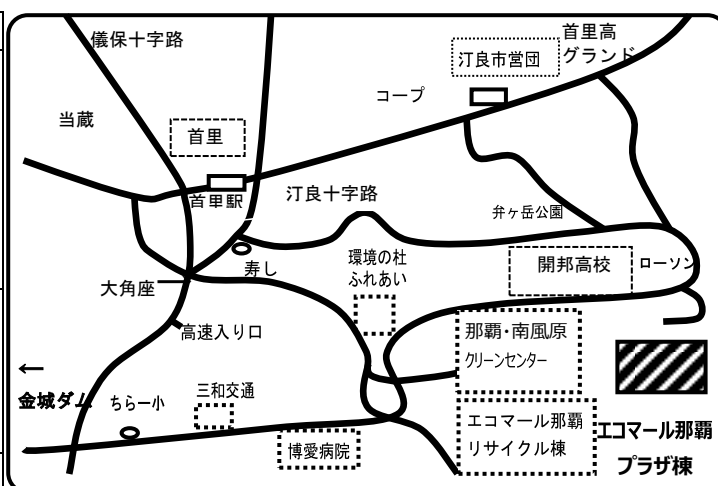 儀保十字路
首里高
グランド
汀良市営団
コープ
当蔵
首里
首里駅
汀良十字路
弁ヶ岳公園
環境の杜
ふれあい
開邦高校
ローソン
寿し
大角座
高速入り口
那覇・南風原
クリーンセンター
←
金城ダム
ちらー小
三和交通
エコマール那覇
リサイクル棟
エコマール那覇
プラザ棟
博愛病院